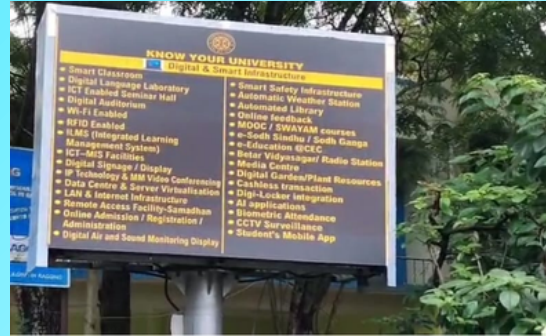 KNOW YOUR UNIVERSITY
Digital & Smart Infrastructure
• Smart Classroom
• Digital Language Laboratory
• ICT Enabled Seminar Hall
• Digital Auditorium
• Wi-Fi Enabled
• RFID Enabled
• ILMS (Integrated Learning
Management System)
• ICT-MIS Facilities
• Digital Signage / Display
• IP Technology & MM Video Conferencing
• Data Centre & Server Virtualisation
• LAN & Internet Infrastructure
• Remote Access Facility-Samadhan
• Online Admission / Registration /
Administration
• Digital Air and Sound Monitoring Display
• Smart Safety Infrastructure
• Automatic Weather Station
• Automated Library
• Online feedback
• MOOC / SWAYAM courses
• e-Sodh Sindhu / Sodh Ganga
• e-Education @CEC
• Betar Vidyasagar/ Radio Station
• Media Centre
• Digital Garden/Plant Resources
• Cashless transaction
• Digi-Locker integration
• AI applications
• Biometric Attendance
• CCTV Surveillance
• Student's Mobile App